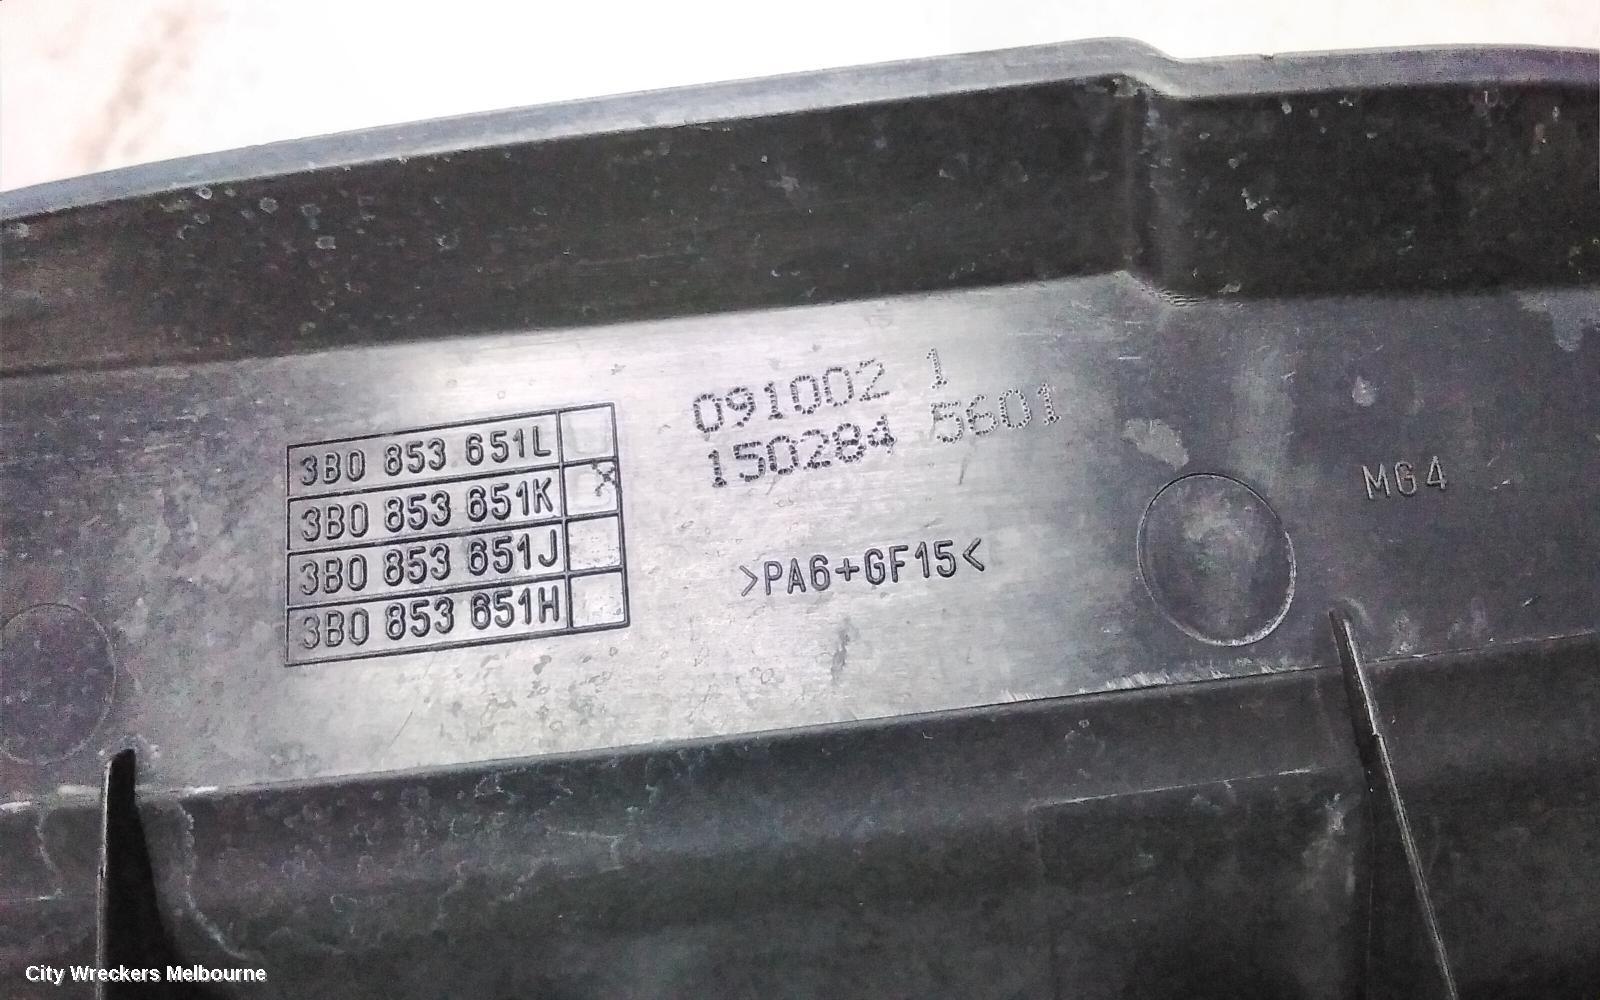 3B0 853 651L
3B0 853 651K X
3B0 853 651J
3B0 853 651H
091002 1
150284 5601
>PA6+GF15<
MG4
City Wreckers Melbourne